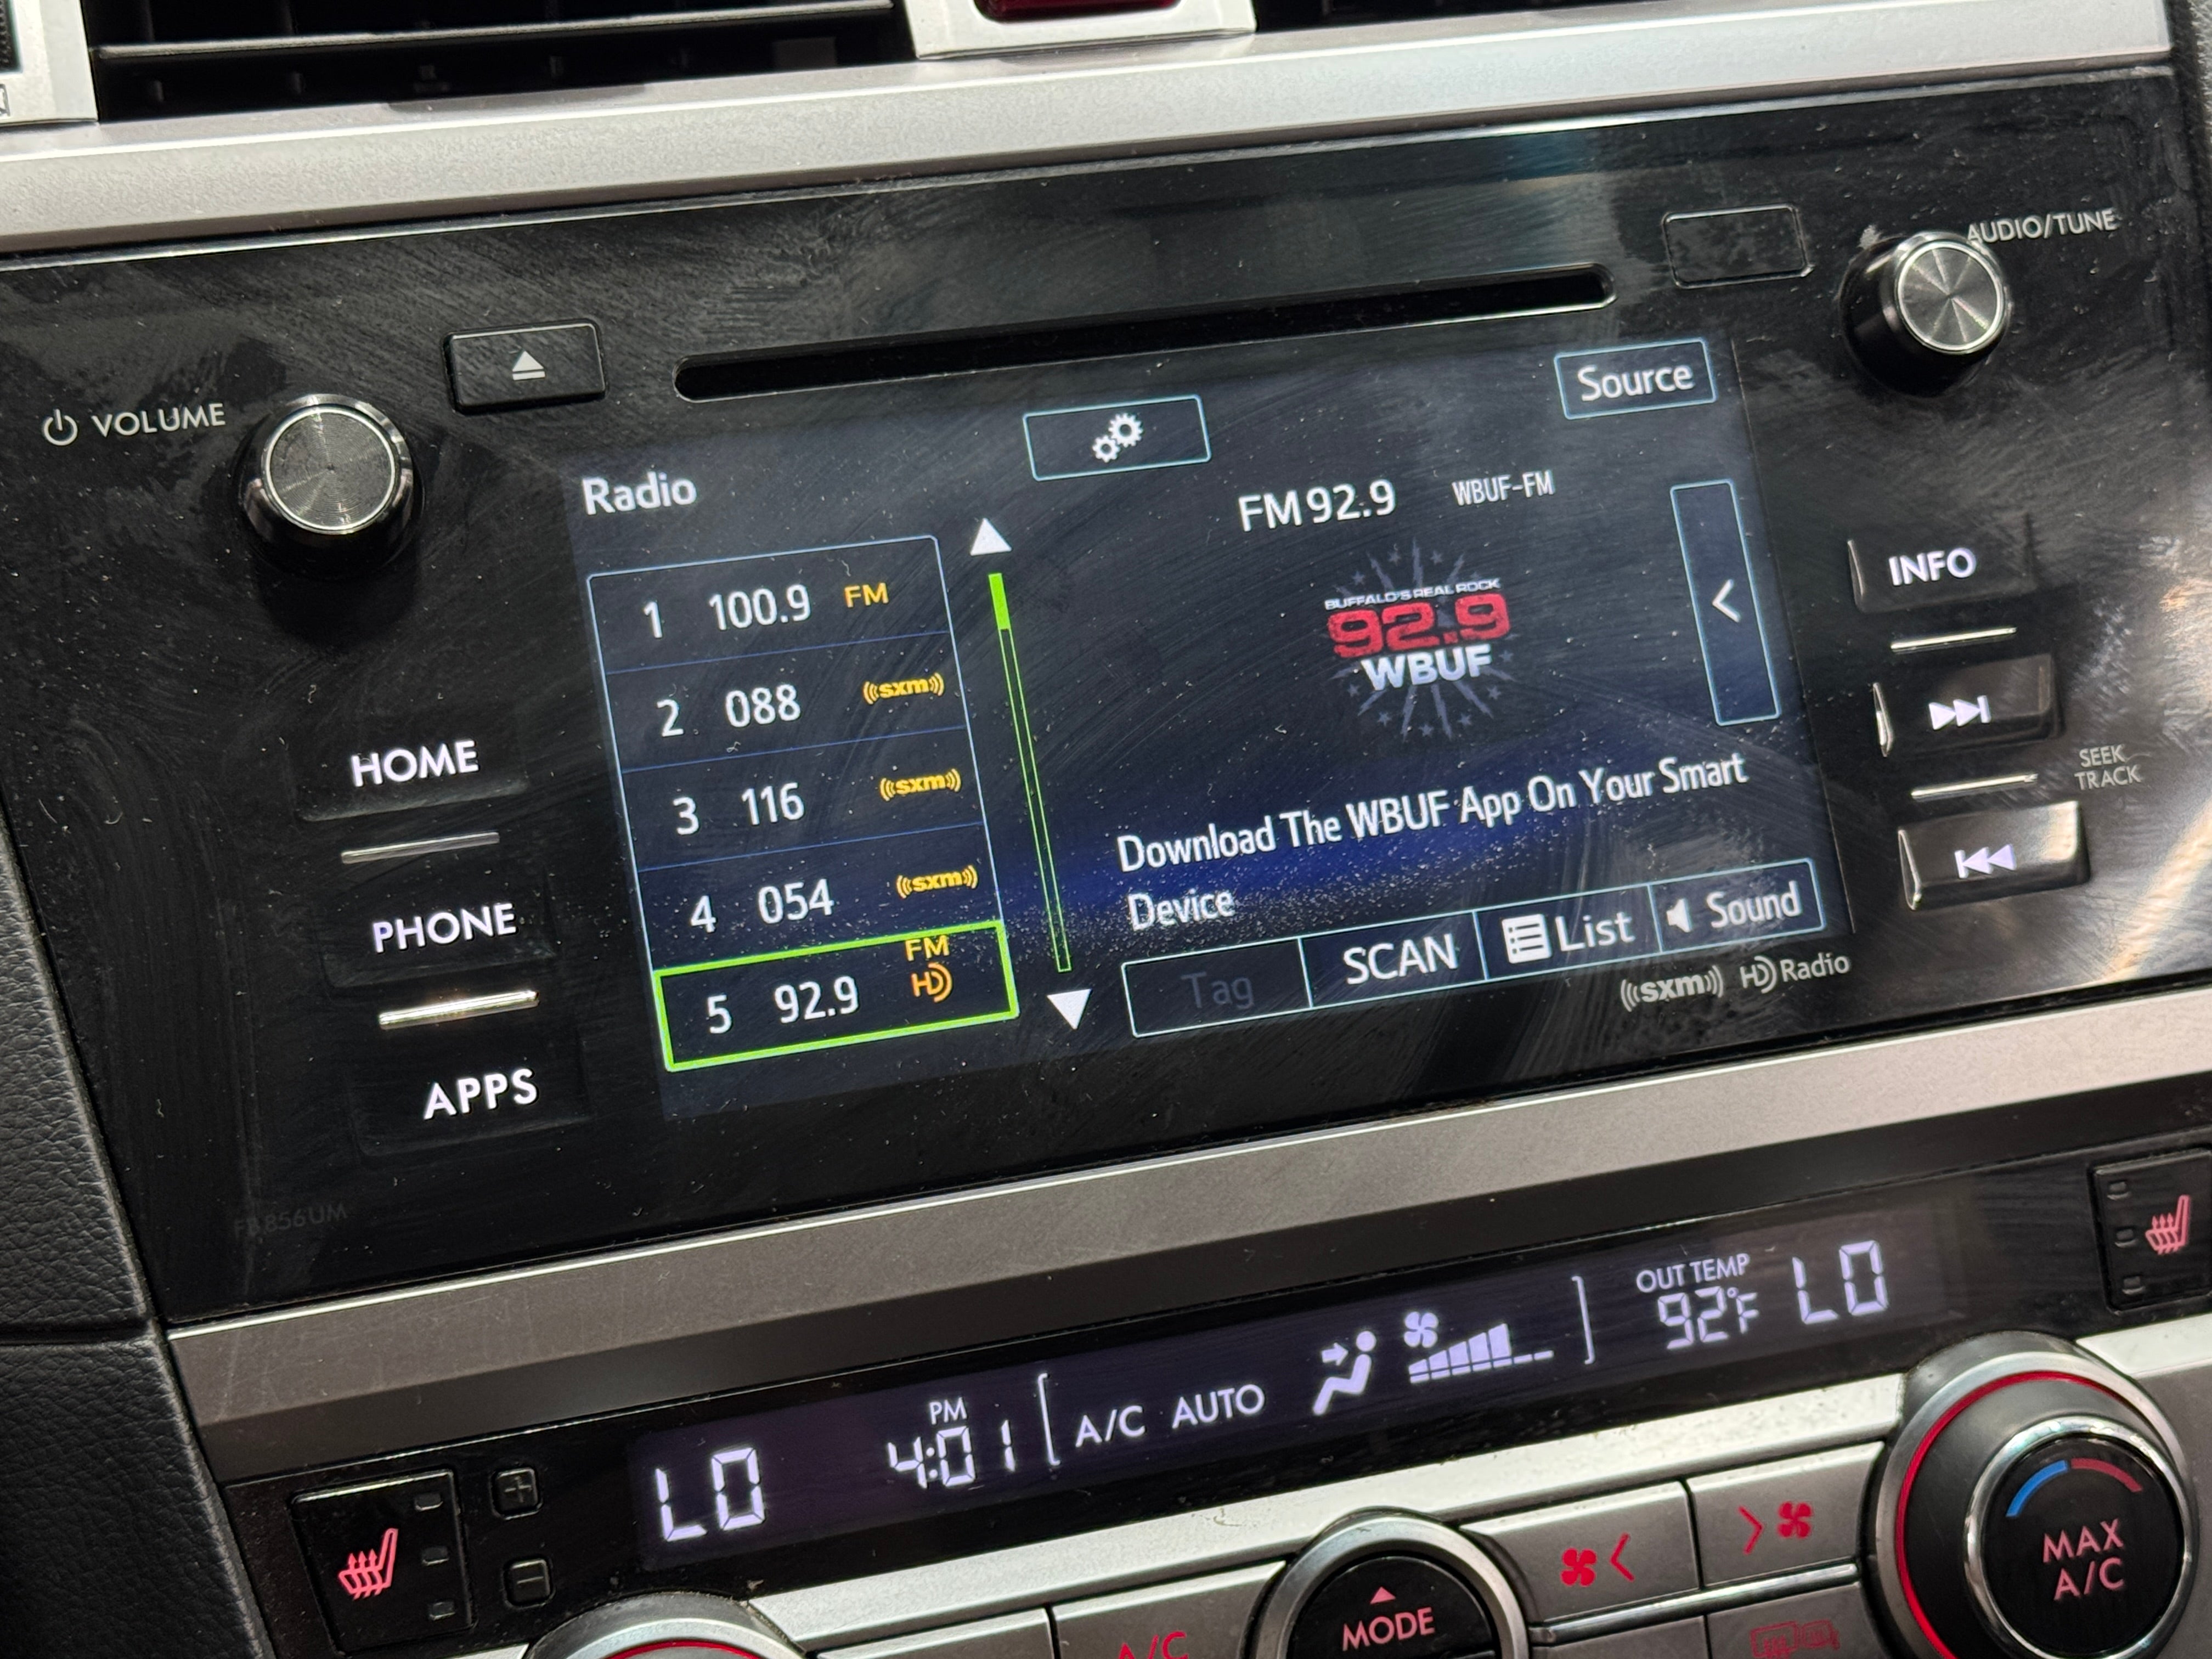 AUDIO/TUNE
VOLUME
Source
Radio
FM 92.9 WBUF-FM
1 100.9 FM
2 088 ((sxm))
3 116 ((sxm))
4 054 ((sxm))
5 92.9 FM HD
BUFFALO'S REAL ROCK
92.9
WBUF
Download The WBUF App On Your Smart
Device
Tag SCAN List Sound
((sxm)) HD Radio
HOME
PHONE
APPS
INFO
SEEK
TRACK
LO
PM
4:01
A/C AUTO
OUT TEMP
92°F
LO
MAX
A/C
MODE
A/C